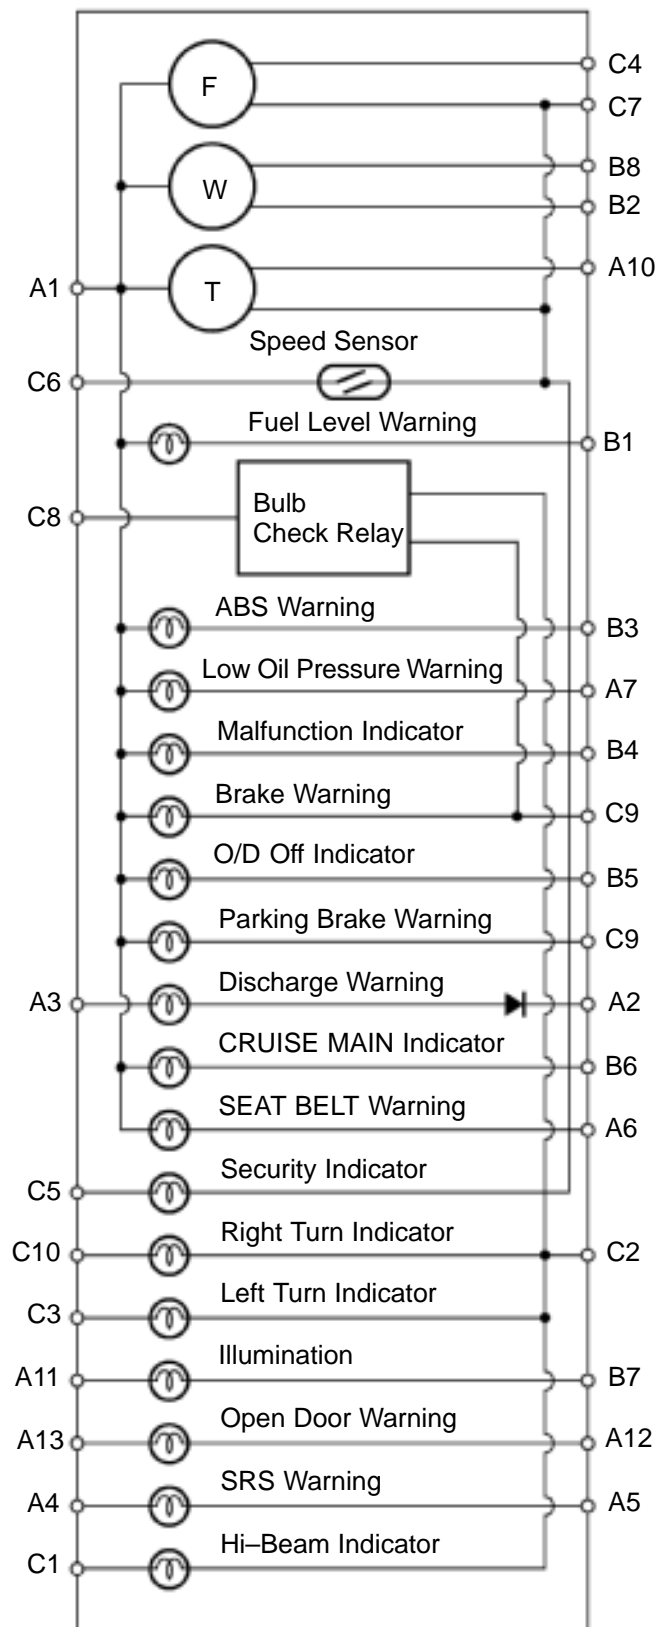 C4
F
C7
B8
W
B2
A10
A1
T
Speed Sensor
C6
Fuel Level Warning
B1
Bulb
C8
Check Relay
ABS Warning
B3
Low Oil Pressure Warning
A7
Malfunction Indicator
B4
Brake Warning
C9
O/D Off Indicator
B5
Parking Brake Warning
C9
Discharge Warning
A3
A2
CRUISE MAIN Indicator
B6
SEAT BELT Warning
A6
Security Indicator
C5
Right Turn Indicator
C10
C2
Left Turn Indicator
C3
Illumination
A11
B7
Open Door Warning
A13
A12
SRS Warning
A4
A5
Hi–Beam Indicator
C1